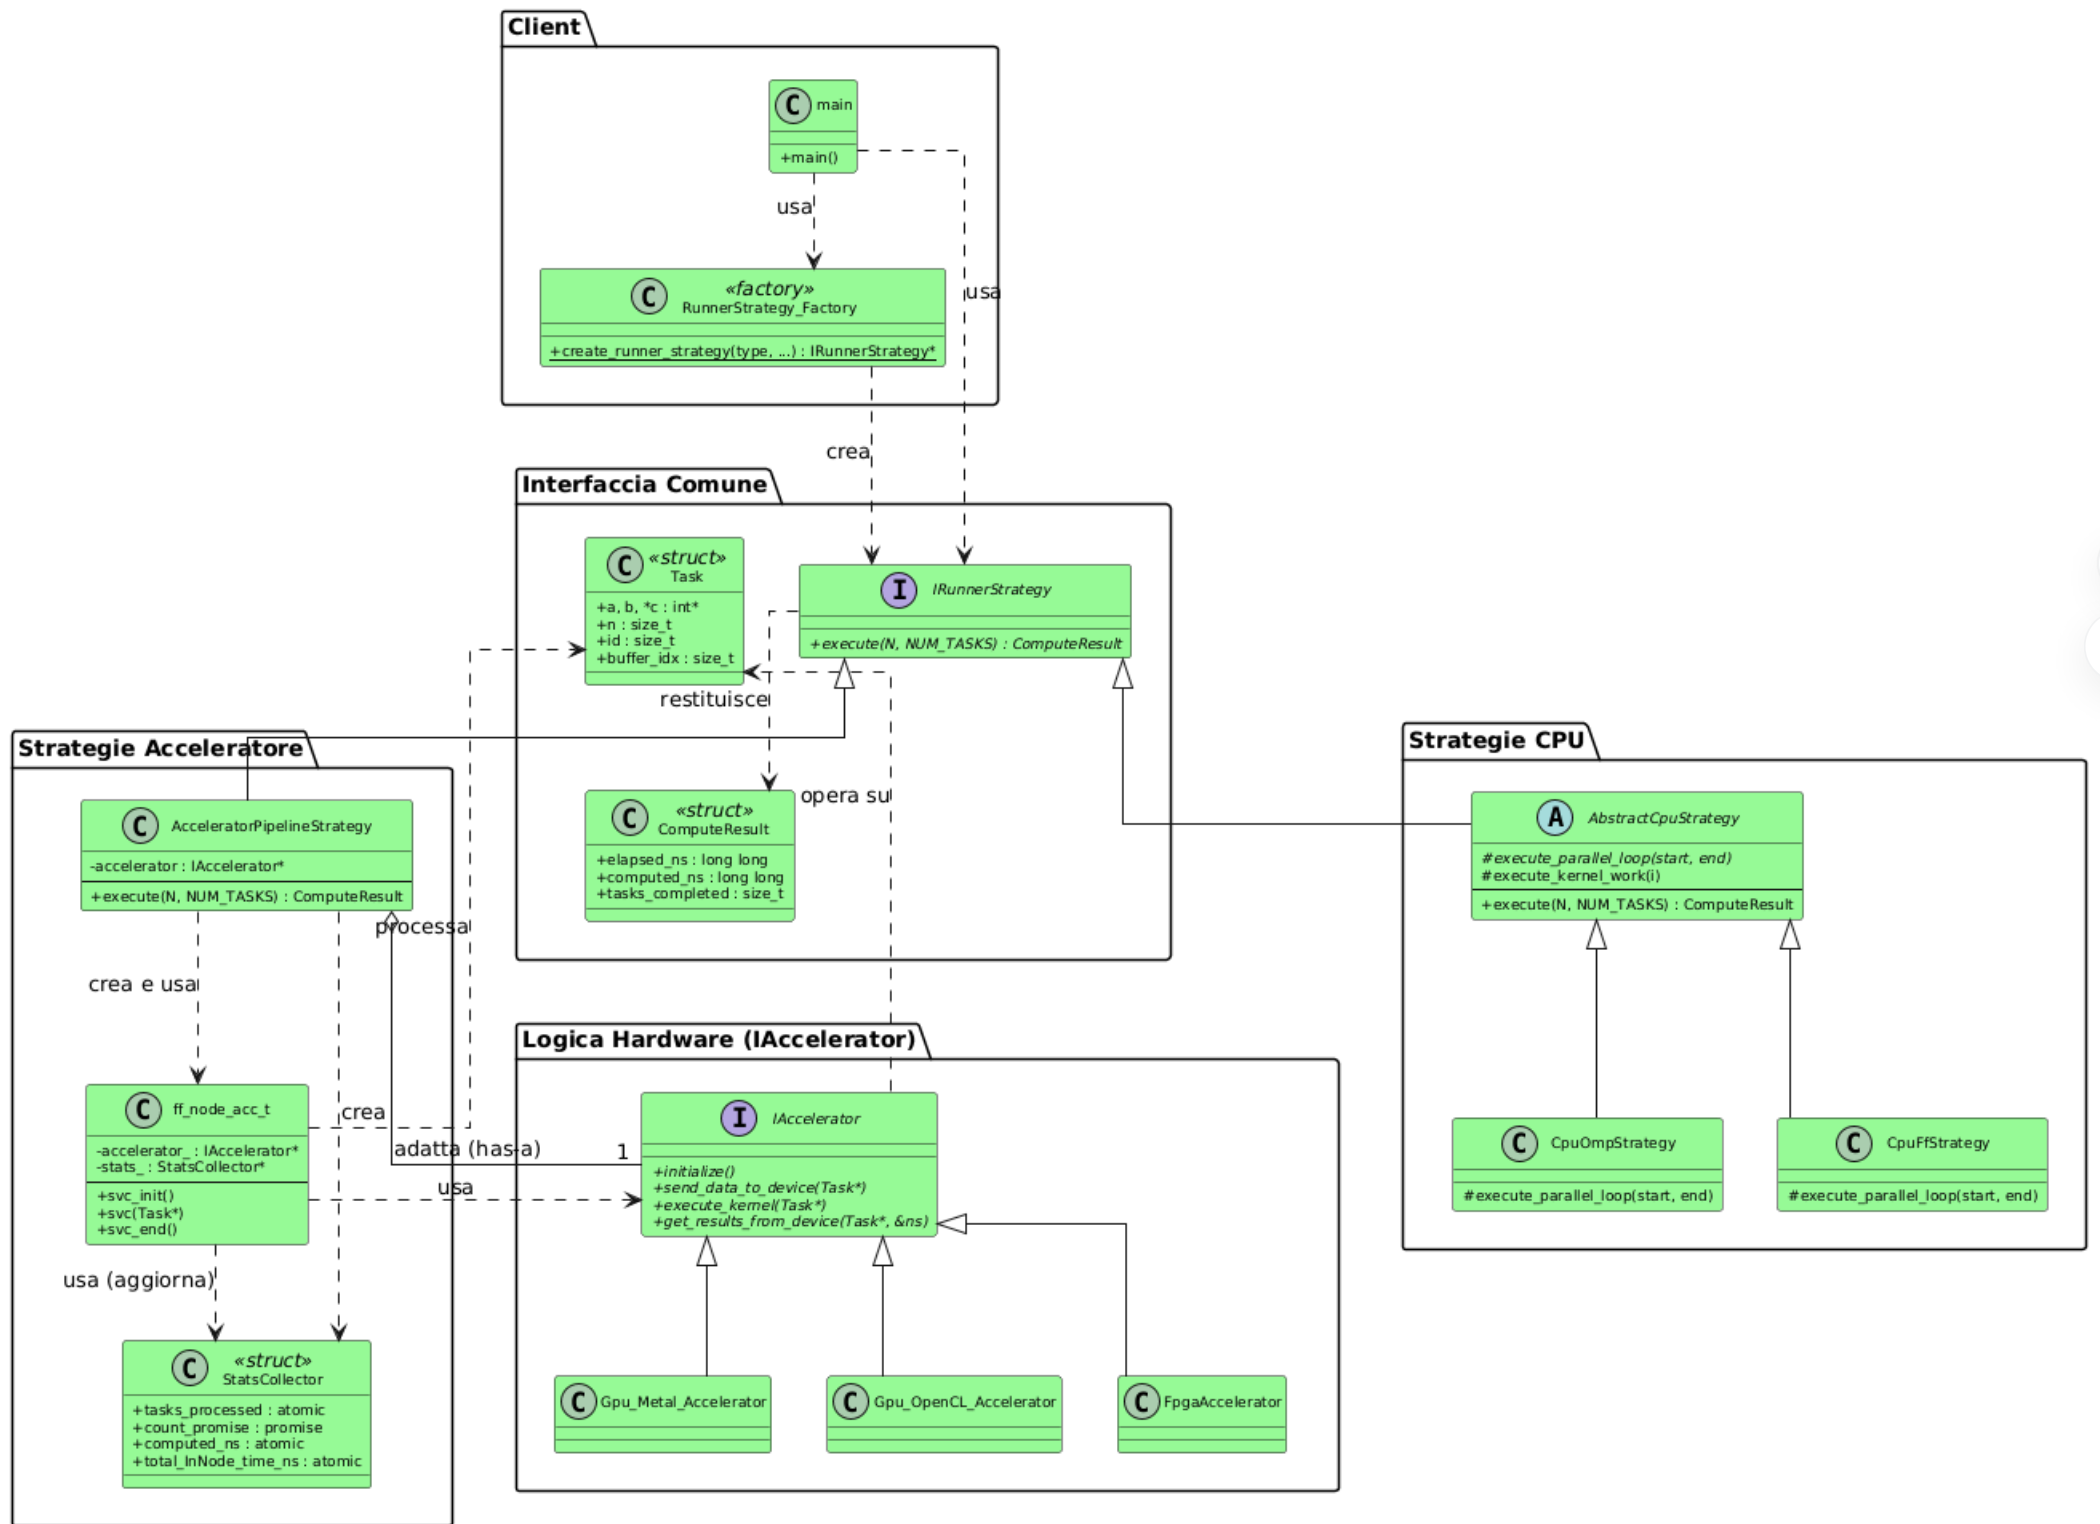 Client
C main
+main()
usa
usa
C «factory»
RunnerStrategy_Factory
+create_runner_strategy(type, ...) : IRunnerStrategy*
crea
Interfaccia Comune
C «struct»
Task
+a, b, *c : int*
+n : size_t
+id : size_t
+buffer_idx : size_t
I IRunnerStrategy
+execute(N, NUM_TASKS) : ComputeResult
restituisce
opera su
C «struct»
ComputeResult
+elapsed_ns : long long
+computed_ns : long long
+tasks_completed : size_t
Strategie Acceleratore
C AcceleratorPipelineStrategy
-accelerator : IAccelerator*
+execute(N, NUM_TASKS) : ComputeResult
processa
crea e usa
crea
adatta (has-a)
1
usa
C ff_node_acc_t
-accelerator_ : IAccelerator*
-stats_ : StatsCollector*
+svc_init()
+svc(Task*)
+svc_end()
usa (aggiorna)
C «struct»
StatsCollector
+tasks_processed : atomic
+count_promise : promise
+computed_ns : atomic
+total_InNode_time_ns : atomic
Logica Hardware (IAccelerator)
I IAccelerator
+initialize()
+send_data_to_device(Task*)
+execute_kernel(Task*)
+get_results_from_device(Task*, &ns)
C Gpu_Metal_Accelerator
C Gpu_OpenCL_Accelerator
C FpgaAccelerator
Strategie CPU
A AbstractCpuStrategy
#execute_parallel_loop(start, end)
#execute_kernel_work(i)
+execute(N, NUM_TASKS) : ComputeResult
C CpuOmpStrategy
#execute_parallel_loop(start, end)
C CpuFfStrategy
#execute_parallel_loop(start, end)